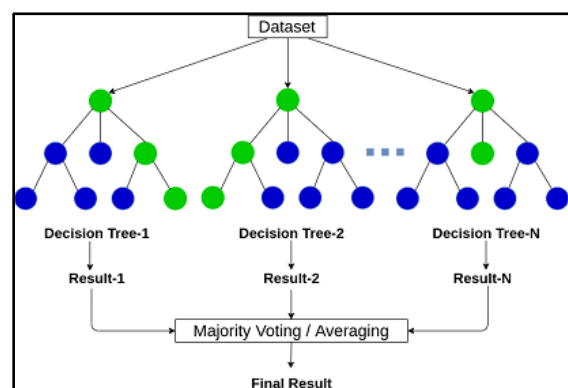 Dataset
Decision Tree-1 Decision Tree-2 Decision Tree-N
Result-1 Result-2 Result-N
Majority Voting / Averaging
Final Result